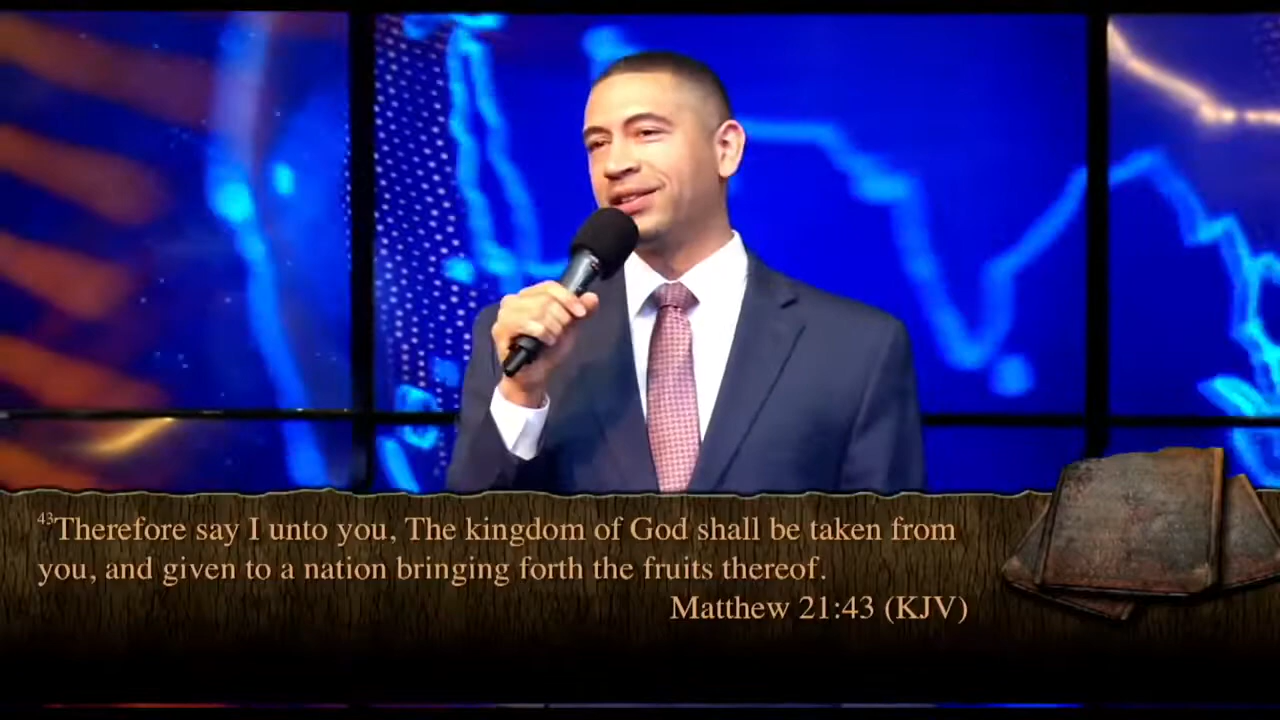 43Therefore say I unto you, The kingdom of God shall be taken from
you, and given to a nation bringing forth the fruits thereof.
Matthew 21:43 (KJV)